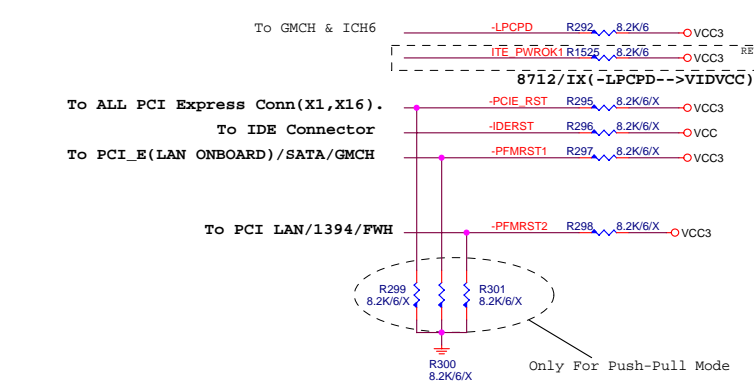 To GMCH & ICH6 -LPCPD R292 8.2K/6 VCC3
ITE_PWROK1 R1525 8.2K/6 VCC3 RE
8712/IX(-LPCPD-->VIDVCC)
To ALL PCI Express Conn(X1,X16). -PCIE_RST R295 8.2K/6/X VCC3
To IDE Connector -IDERST R296 8.2K/6/X VCC
To PCI_E(LAN ONBOARD)/SATA/GMCH -PFMRST1 R297 8.2K/6/X VCC3
To PCI LAN/1394/FWH -PFMRST2 R298 8.2K/6/X VCC3
R299 R301
8.2K/6/X 8.2K/6/X
R300
8.2K/6/X
Only For Push-Pull Mode